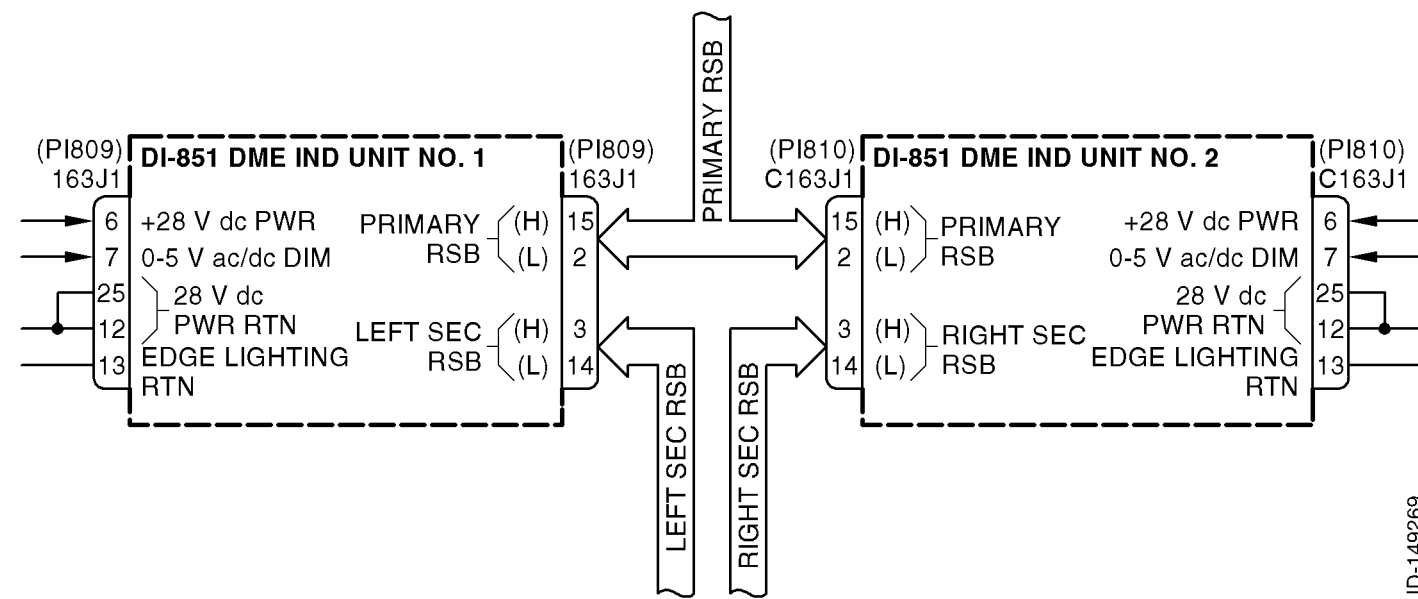 PRIMARY RSB
(PI809)
163J1
DI-851 DME IND UNIT NO. 1
(PI809)
163J1
6
+28 V dc PWR
7
0-5 V ac/dc DIM
25
28 V dc
12
PWR RTN
13
EDGE LIGHTING
RTN
PRIMARY
RSB
(H)
15
(L)
2
LEFT SEC
RSB
(H)
3
(L)
14
LEFT SEC RSB
RIGHT SEC RSB
(PI810)
C163J1
DI-851 DME IND UNIT NO. 2
(PI810)
C163J1
15
(H)
2
(L)
PRIMARY
RSB
3
(H)
14
(L)
RIGHT SEC
RSB
+28 V dc PWR
6
0-5 V ac/dc DIM
7
28 V dc
25
PWR RTN
12
EDGE LIGHTING
RTN
13
ID-149269